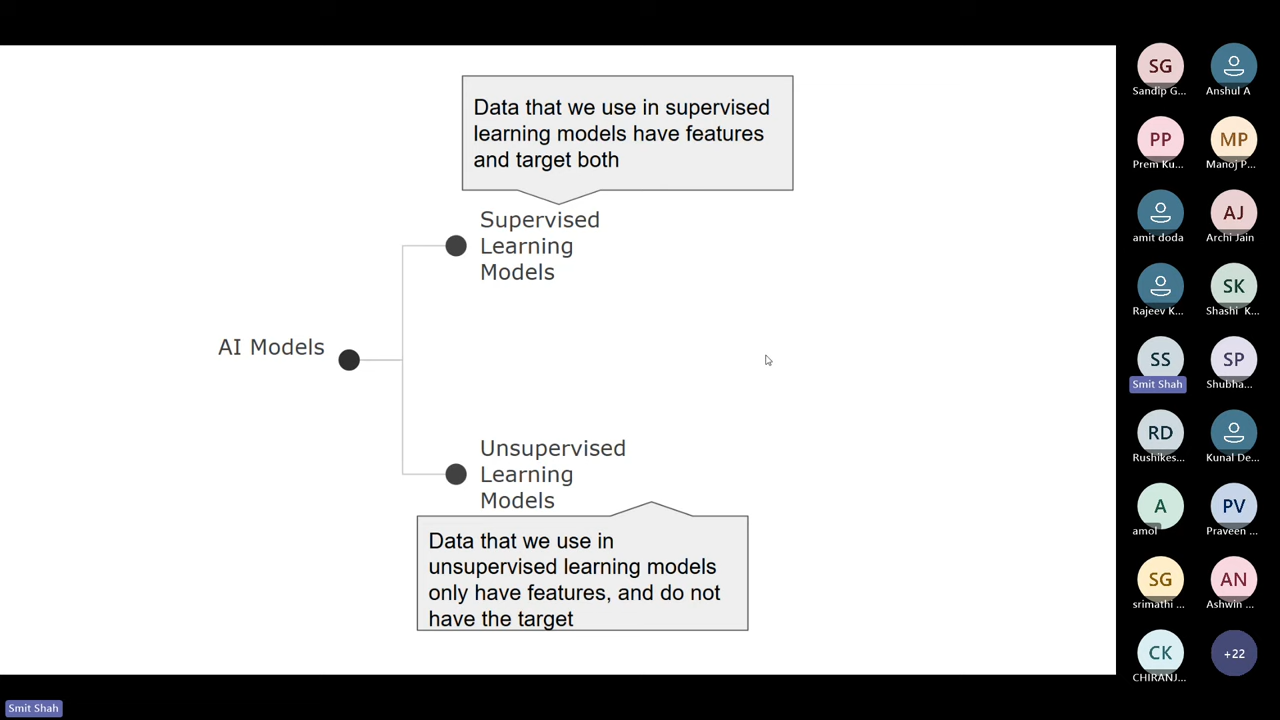 Data that we use in supervised
learning models have features
and target both
Supervised
Learning
Models
AI Models
Unsupervised
Learning
Models
Data that we use in
unsupervised learning models
only have features, and do not
have the target
SG
Sandip G...
Anshul A
PP
Prem Ku...
MP
Manoj P...
amit doda
AJ
Archi Jain
Rajeev K...
SK
Shashi K...
SS
Smit Shah
SP
Shubha...
RD
Rushikes...
Kunal De...
A
amol
PV
Praveen ...
SG
srimathi ...
AN
Ashwin ...
CK
CHIRANJ...
+22
Smit Shah